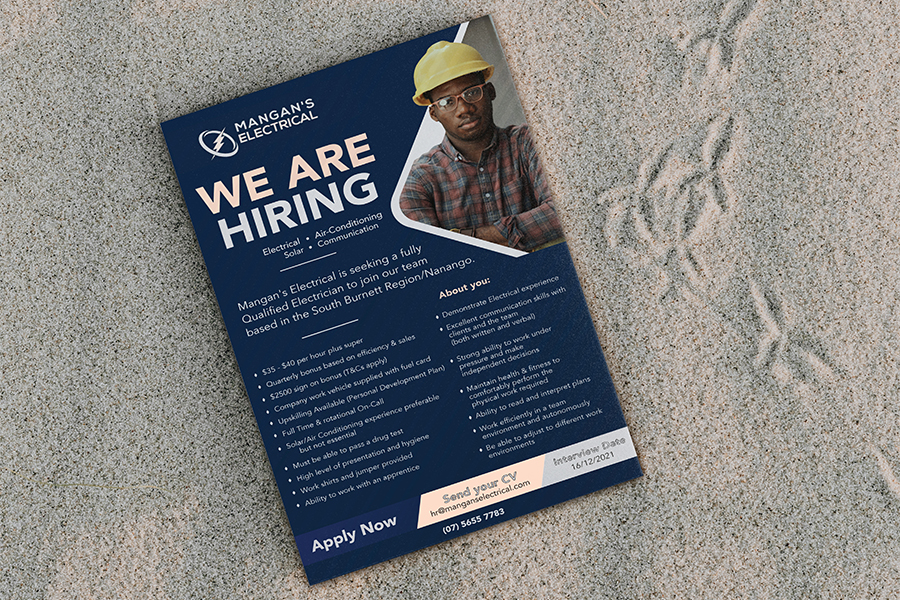 MANGAN'S
ELECTRICAL
WE ARE
HIRING
Electrical • Air-Conditioning
Solar • Communication
Mangan's Electrical is seeking a fully
Qualified Electrician to join our team
based in the South Burnett Region/Nanango.
• $35 - $40 per hour plus super
• Quarterly bonus based on efficiency & sales
• $2500 sign on bonus (T&Cs apply)
• Company work vehicle supplied with fuel card
• Upskilling Available (Personal Development Plan)
• Full Time & rotational On-Call
• Solar/Air Conditioning experience preferable
but not essential
• Must be able to pass a drug test
• High level of presentation and hygiene
• Work shirts and jumper provided
• Ability to work with an apprentice
About you:
• Demonstrate Electrical experience
• Excellent communication skills with
clients and the team
(both written and verbal)
• Strong ability to work under
pressure and make
independent decisions
• Maintain health & fitness to
comfortably perform the
physical work required
• Ability to read and interpret plans
• Work efficiently in a team
environment and autonomously
• Be able to adjust to different work
environments
Apply Now
Send your CV
hr@manganselectrical.com
(07) 5655 7783
Interview Date
16/12/2021